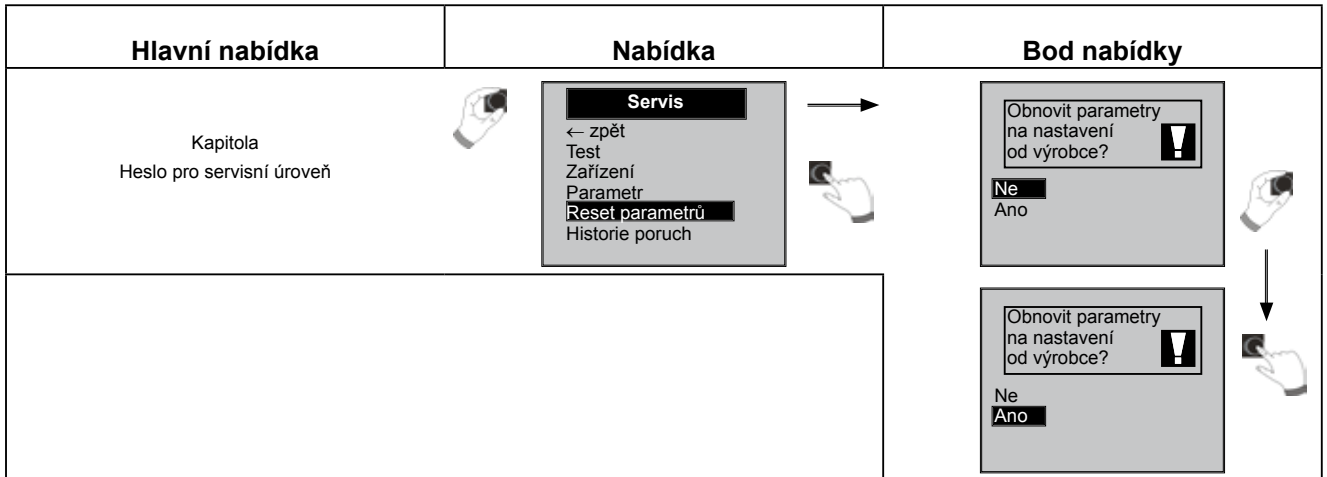 Hlavní nabídka
Nabídka
Bod nabídky
Kapitola
Heslo pro servisní úroveň
Servis
← zpět
Test
Zařízení
Parametr
Reset parametrů
Historie poruch
Obnovit parametry
na nastavení
od výrobce?
Ne
Ano
Obnovit parametry
na nastavení
od výrobce?
Ne
Ano